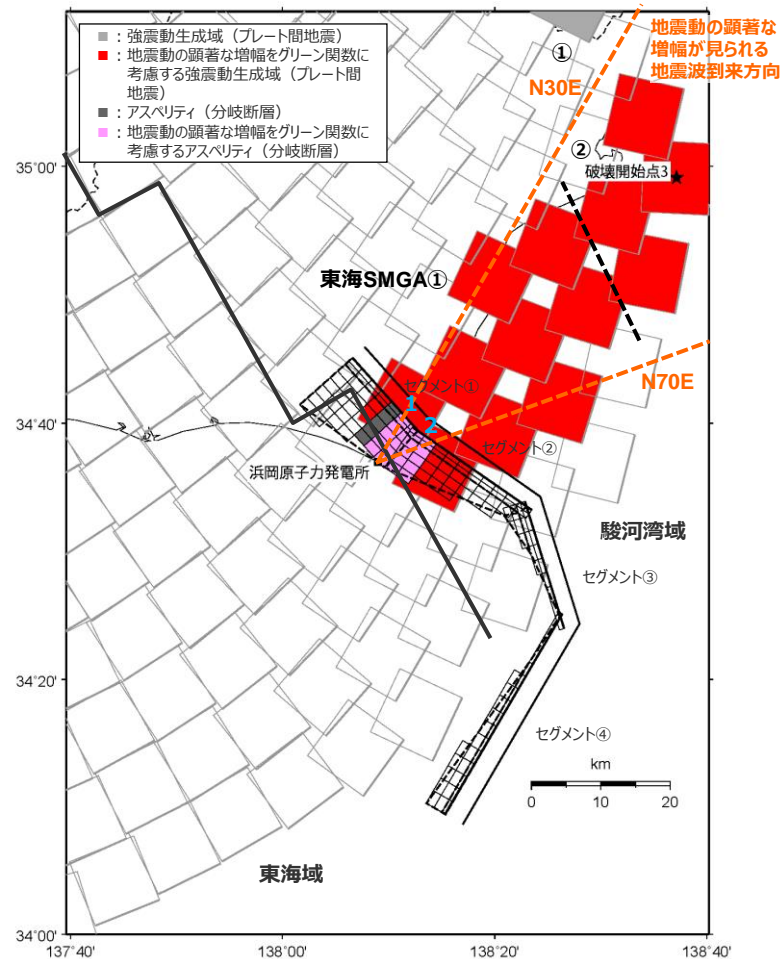 ■ ：強震動生成域（プレート間地震）
■ ：地震動の顕著な増幅をグリーン関数に
考慮する強震動生成域（プレート間
地震）
■ ：アスペリティ（分岐断層）
■ ：地震動の顕著な増幅をグリーン関数に
考慮するアスペリティ（分岐断層）
地震動の顕著な
増幅が見られる
地震波到来方向
①
N30E
②
破壊開始点3
35°00'
東海SMGA①
N70E
セグメント①
1
2
34°40'
セグメント②
浜岡原子力発電所
駿河湾域
セグメント③
34°20'
セグメント④
km
0 10 20
東海域
34°00'
137°40' 138°00' 138°20' 138°40'